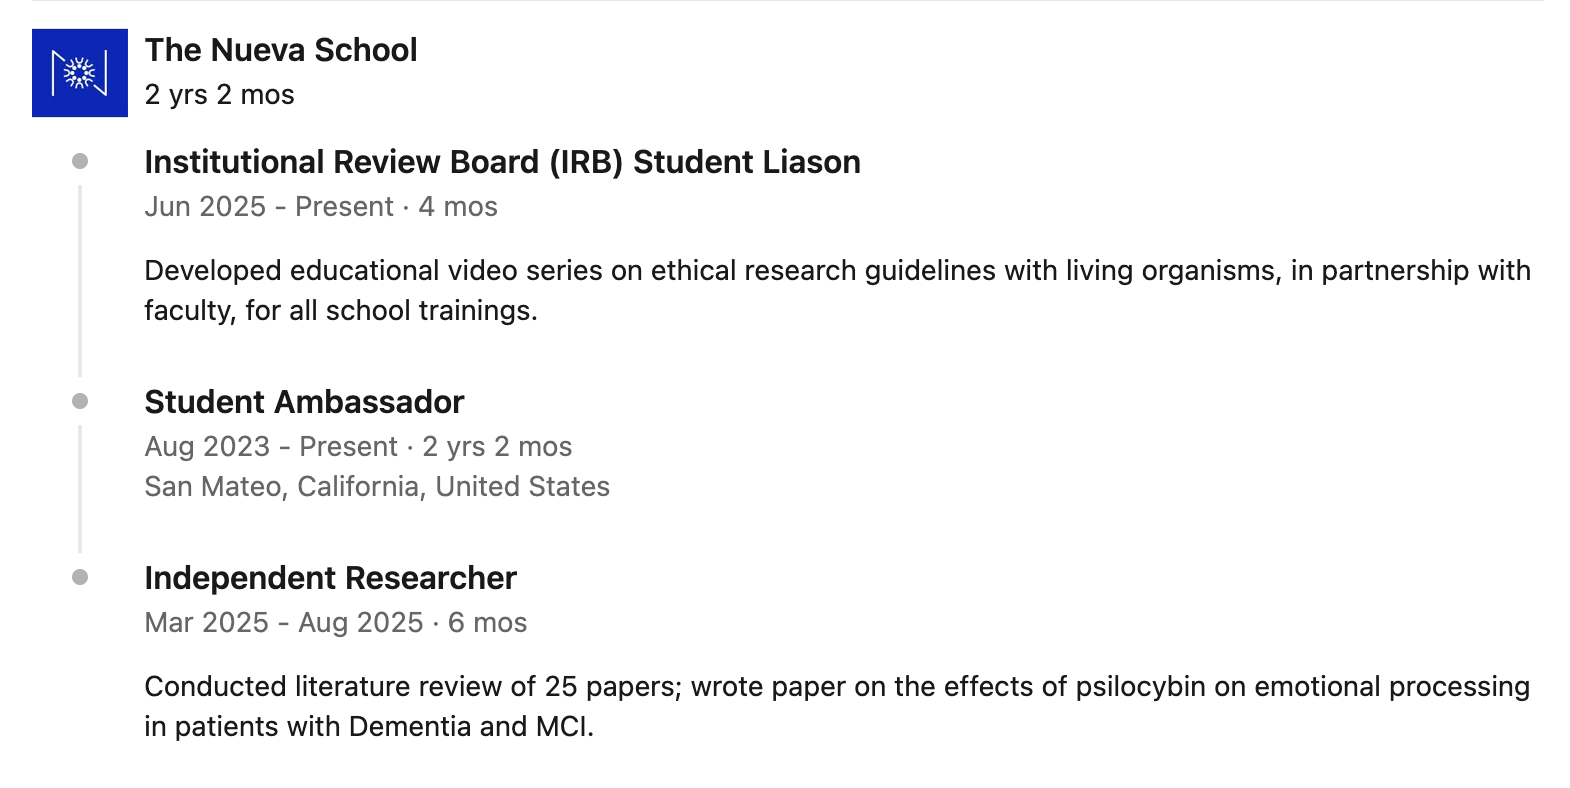 The Nueva School
2 yrs 2 mos
Institutional Review Board (IRB) Student Liason
Jun 2025 - Present · 4 mos
Developed educational video series on ethical research guidelines with living organisms, in partnership with
faculty, for all school trainings.
Student Ambassador
Aug 2023 - Present · 2 yrs 2 mos
San Mateo, California, United States
Independent Researcher
Mar 2025 - Aug 2025 · 6 mos
Conducted literature review of 25 papers; wrote paper on the effects of psilocybin on emotional processing
in patients with Dementia and MCI.